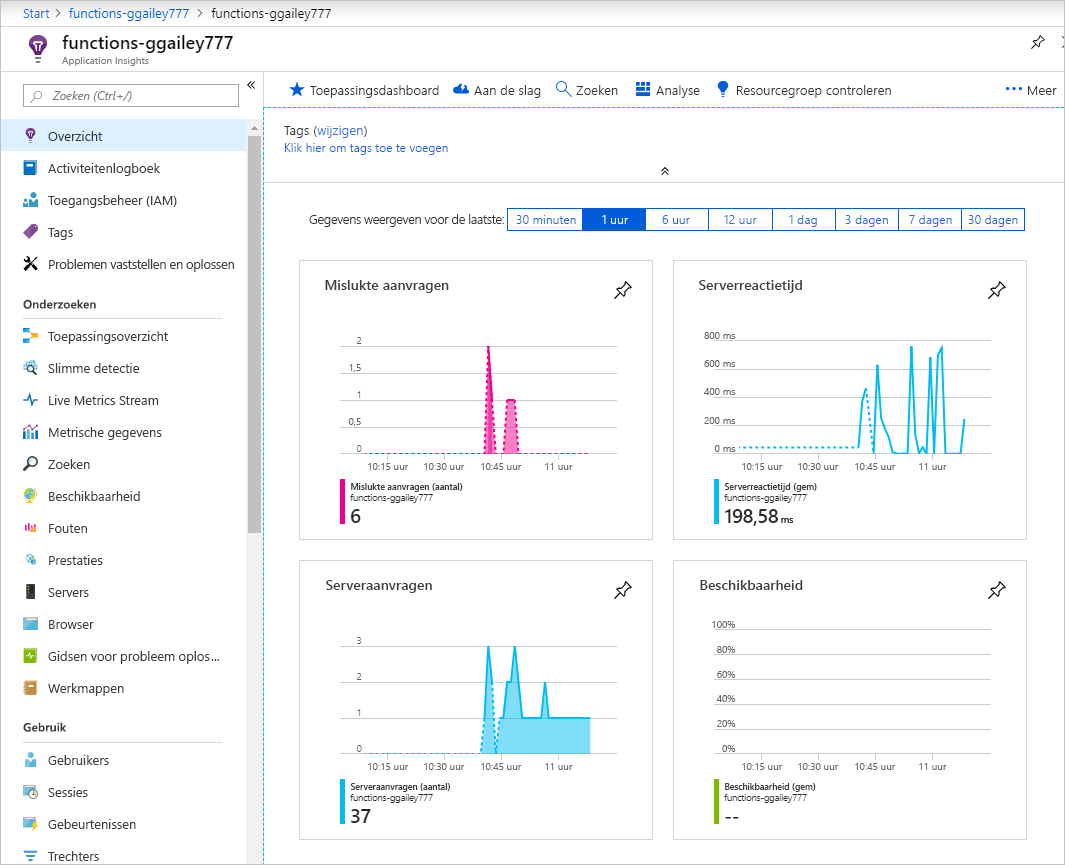 Start > functions-ggailey777 > functions-ggailey777
functions-ggailey777
Application Insights
Zoeken (Ctrl+/)
«
Toepassingsdashboard Aan de slag Zoeken Analyse Resourcegroep controleren ··· Meer
Overzicht
Activiteitenlogboek
Toegangsbeheer (IAM)
Tags
Problemen vaststellen en oplossen
Onderzoeken
Toepassingsoverzicht
Slimme detectie
Live Metrics Stream
Metrische gegevens
Zoeken
Beschikbaarheid
Fouten
Prestaties
Servers
Browser
Gidsen voor probleem oplos...
Werkmappen
Gebruik
Gebruikers
Sessies
Gebeurtenissen
Trechters
Tags (wijzigen)
Klik hier om tags toe te voegen
Gegevens weergeven voor de laatste: 30 minuten 1 uur 6 uur 12 uur 1 dag 3 dagen 7 dagen 30 dagen
Mislukte aanvragen
2
1,5
1
0,5
0
10:15 uur 10:30 uur 10:45 uur 11 uur
Mislukte aanvragen (aantal)
functions-ggailey777
6
Serverreactietijd
800 ms
600 ms
400 ms
200 ms
0 ms
10:15 uur 10:30 uur 10:45 uur 11 uur
Serverreactietijd (gem)
functions-ggailey777
198,58 ms
Serveraanvragen
3
2
1
0
10:15 uur 10:30 uur 10:45 uur 11 uur
Serveraanvragen (aantal)
functions-ggailey777
37
Beschikbaarheid
100%
80%
60%
40%
20%
0%
10:15 uur 10:30 uur 10:45 uur 11 uur
Beschikbaarheid (gem)
functions-ggailey777
--